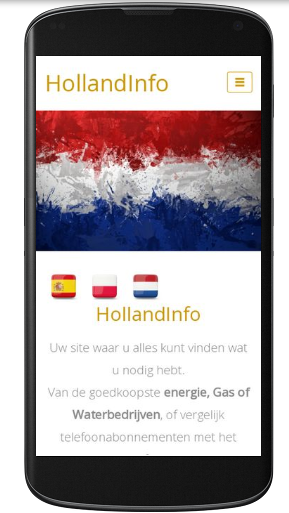 HollandInfo
HollandInfo
Uw site waar u alles kunt vinden wat
u nodig hebt.
Van de goedkoopste energie, Gas of
Waterbedrijven, of vergelijk
telefoonabonnementen met het